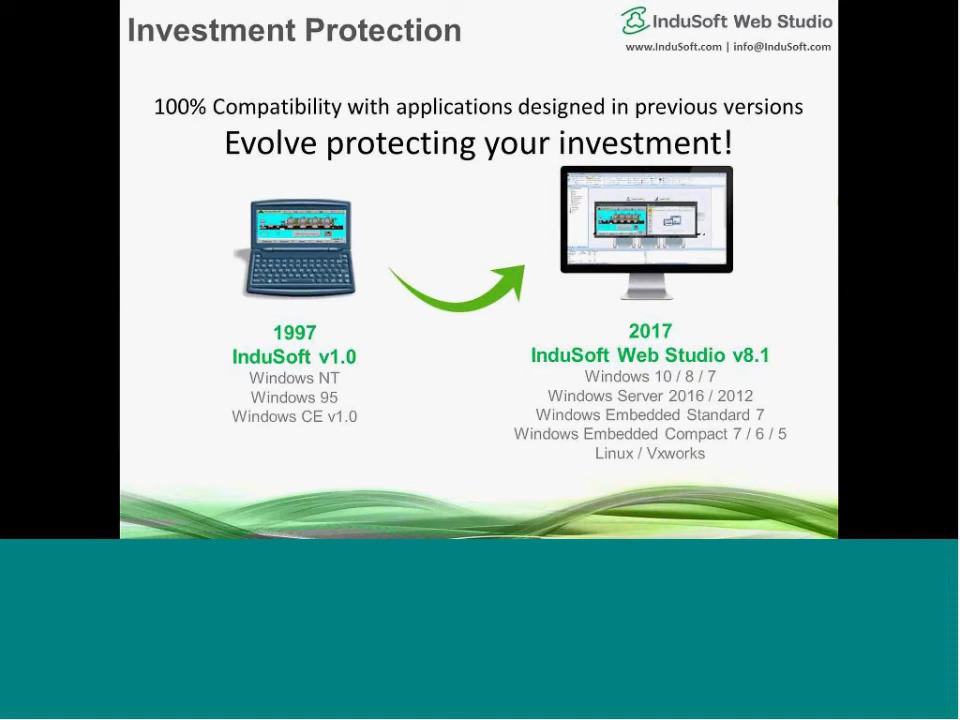 Investment Protection
InduSoft Web Studio
www.InduSoft.com | info@InduSoft.com
100% Compatibility with applications designed in previous versions
Evolve protecting your investment!
1997
InduSoft v1.0
Windows NT
Windows 95
Windows CE v1.0
2017
InduSoft Web Studio v8.1
Windows 10 / 8 / 7
Windows Server 2016 / 2012
Windows Embedded Standard 7
Windows Embedded Compact 7 / 6 / 5
Linux / Vxworks